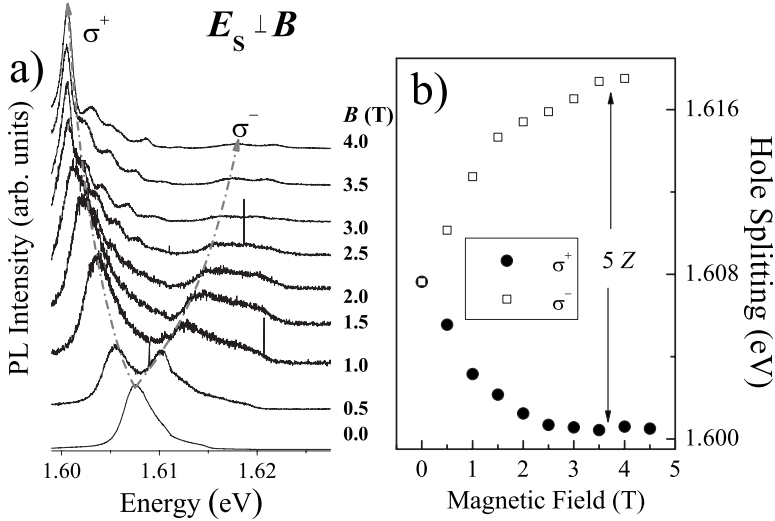 E_S ⊥ B
a)
σ⁺
σ⁻
B (T)
4.0
3.5
3.0
2.5
2.0
1.5
1.0
0.5
0.0
PL Intensity (arb. units)
1.60 1.61 1.62
Energy (eV)
b)
1.616
1.608
1.600
5 Z
σ⁺
σ⁻
Hole Splitting (eV)
0 1 2 3 4 5
Magnetic Field (T)